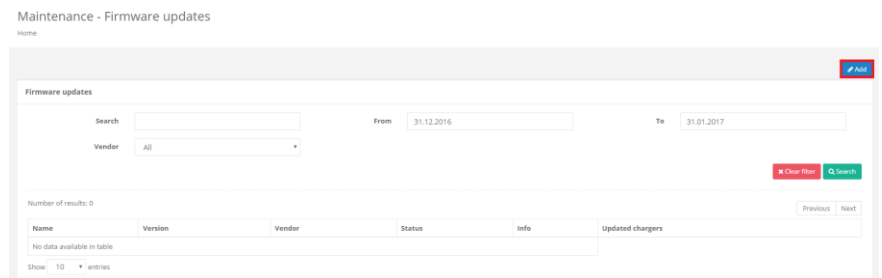 Maintenance - Firmware updates
Home
Add
Firmware updates
Search From 31.12.2016 To 31.01.2017
Vendor All
Clear filter Search
Number of results: 0
Previous Next
Name Version Vendor Status Info Updated chargers
No data available in table
Show 10 entries